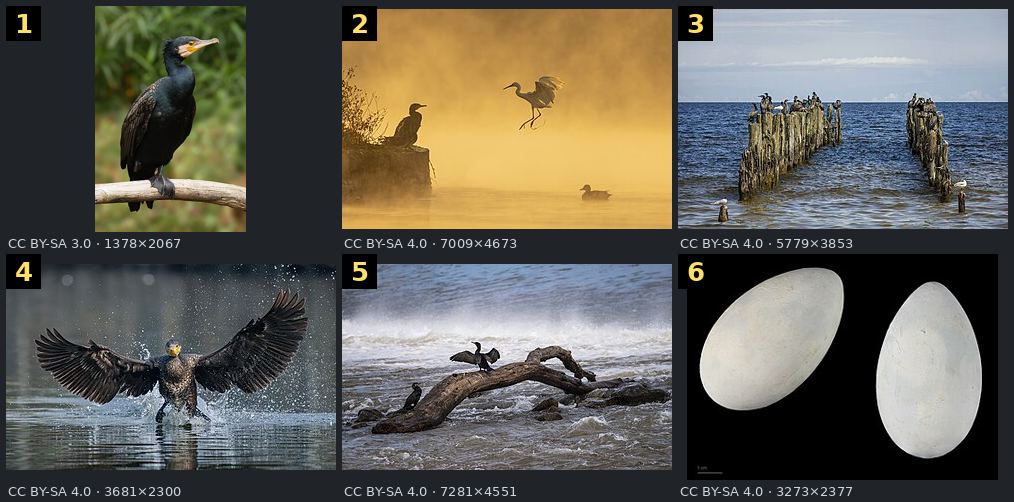 1
2
3
CC BY-SA 3.0 · 1378×2067
CC BY-SA 4.0 · 7009×4673
CC BY-SA 4.0 · 5779×3853
4
5
6
CC BY-SA 4.0 · 3681×2300
CC BY-SA 4.0 · 7281×4551
CC BY-SA 4.0 · 3273×2377